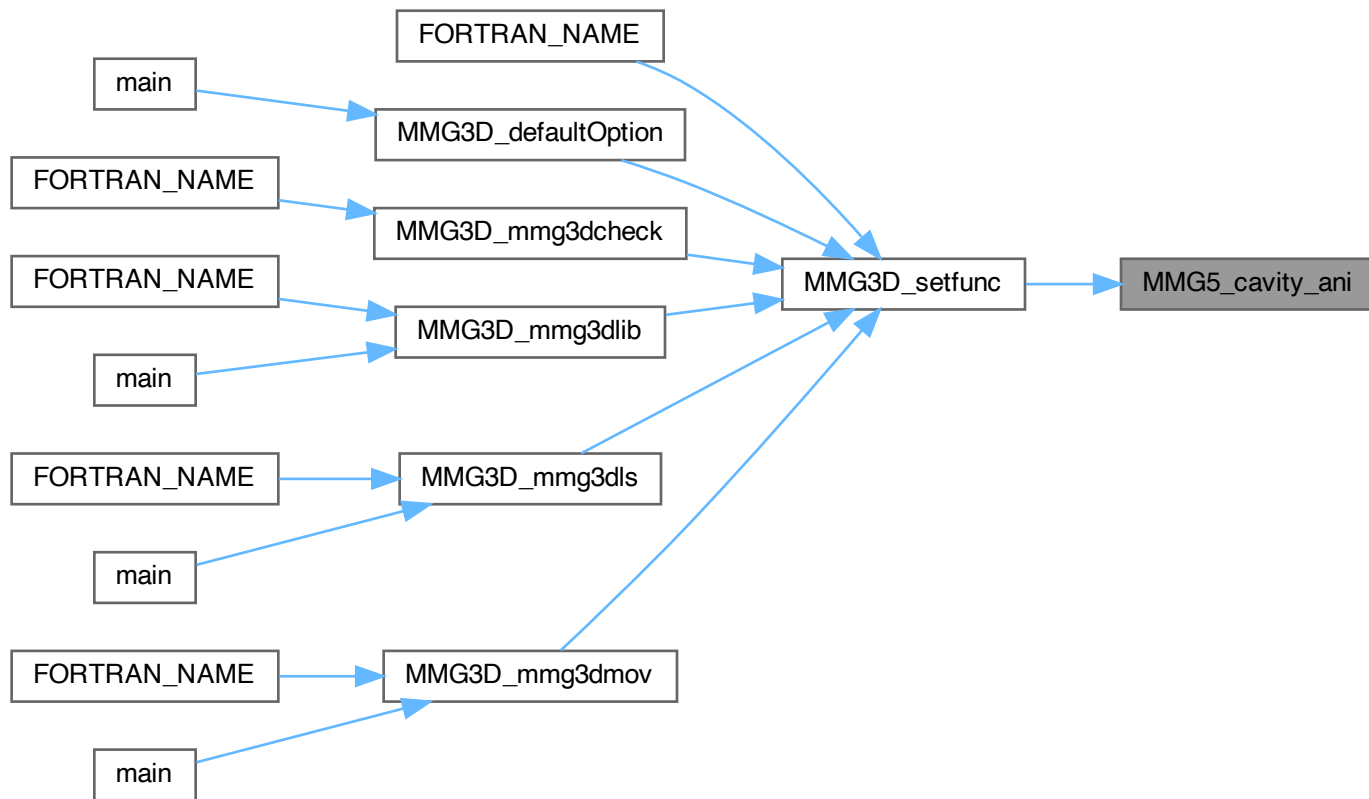 FORTRAN_NAME
main
MMG3D_defaultOption
FORTRAN_NAME
MMG3D_mmg3dcheck
FORTRAN_NAME
MMG3D_setfunc
MMG5_cavity_ani
MMG3D_mmg3dlib
main
FORTRAN_NAME
MMG3D_mmg3dls
main
FORTRAN_NAME
MMG3D_mmg3dmov
main